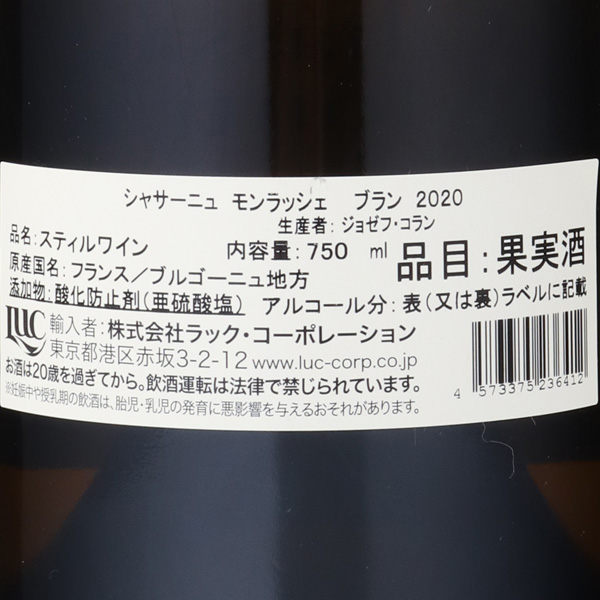 シャサーニュ モンラッシェ ブラン 2020
生産者：ジョゼフ・コラン
品名：スティルワイン 内容量：750 ml
原産国名：フランス／ブルゴーニュ地方 品目：果実酒
添加物：酸化防止剤（亜硫酸塩） アルコール分：表（又は裏）ラベルに記載
LUC 輸入者：株式会社ラック・コーポレーション
東京都港区赤坂3-2-12 www.luc-corp.co.jp
お酒は20歳を過ぎてから。飲酒運転は法律で禁じられています。
※妊娠中や授乳期の飲酒は、胎児・乳児の発育に悪影響を与えるおそれがあります。
4 573375 236412